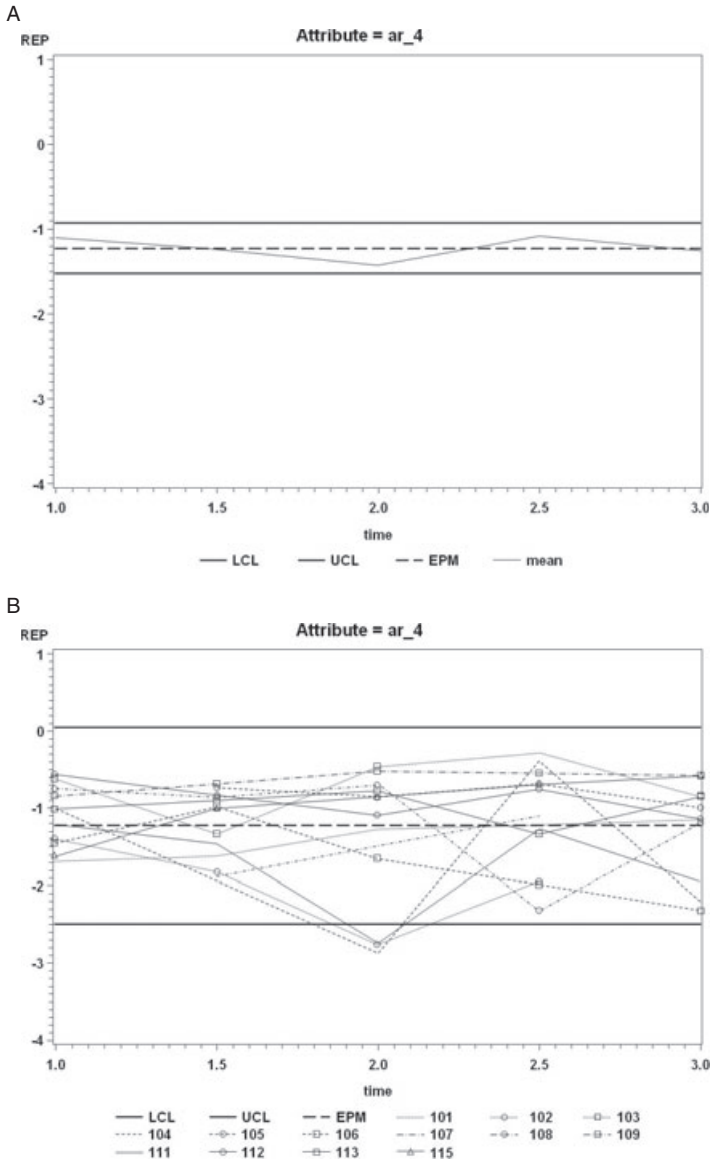 A
REP
Attribute = ar_4
1
0
-1
-2
-3
-4
1.0 1.5 2.0 2.5 3.0
time
LCL UCL EPM mean
B
REP
Attribute = ar_4
1
0
-1
-2
-3
-4
1.0 1.5 2.0 2.5 3.0
time
LCL UCL EPM 101 102 103
104 105 106 107 108 109
111 112 113 115